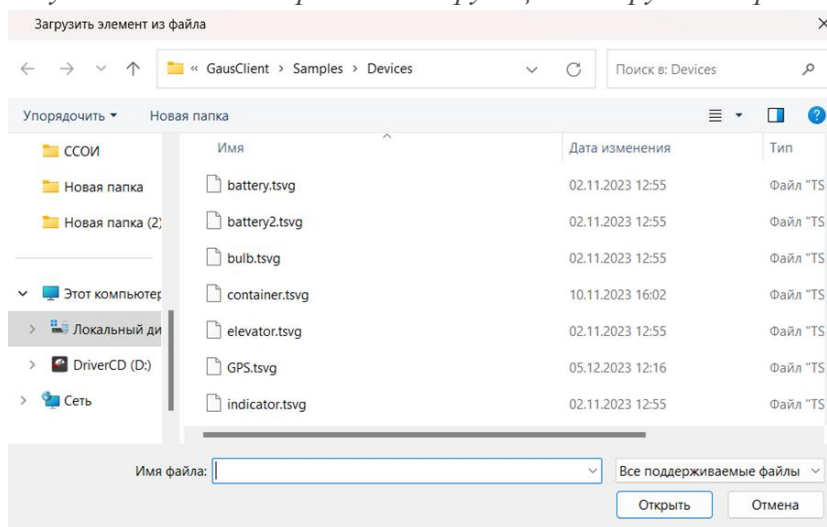 Загрузить элемент из файла
« GausClient > Samples > Devices
Поиск в: Devices
Упорядочить Новая папка
ССОИ
Новая папка
Новая папка (2)
Этот компьютер
Локальный ди
DriverCD (D:)
Сеть
Имя Дата изменения Тип
battery.tsvg 02.11.2023 12:55 Файл "TS
battery2.tsvg 02.11.2023 12:55 Файл "TS
bulb.tsvg 02.11.2023 12:55 Файл "TS
container.tsvg 10.11.2023 16:02 Файл "TS
elevator.tsvg 02.11.2023 12:55 Файл "TS
GPS.tsvg 05.12.2023 12:16 Файл "TS
indicator.tsvg 02.11.2023 12:55 Файл "TS
Имя файла: Все поддерживаемые файлы
Открыть Отмена